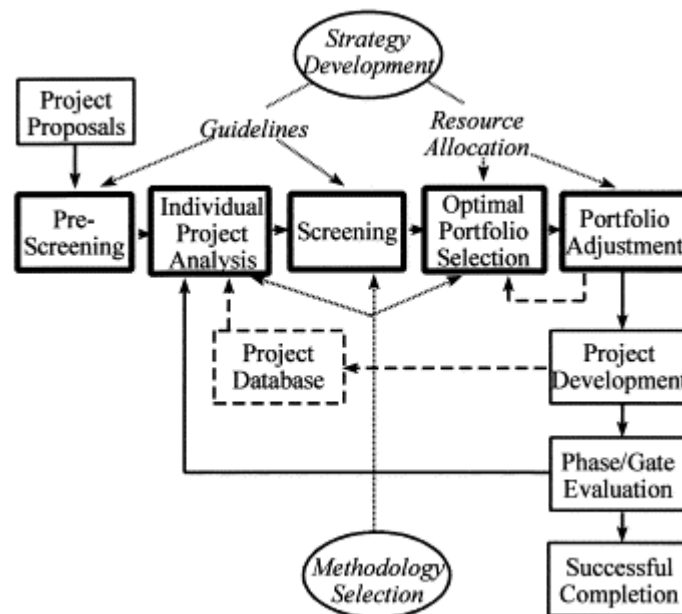 Strategy
Development
Project
Proposals
Guidelines
Resource
Allocation
Pre-
Screening
Individual
Project
Analysis
Screening
Optimal
Portfolio
Selection
Portfolio
Adjustment
Project
Database
Project
Development
Phase/Gate
Evaluation
Methodology
Selection
Successful
Completion